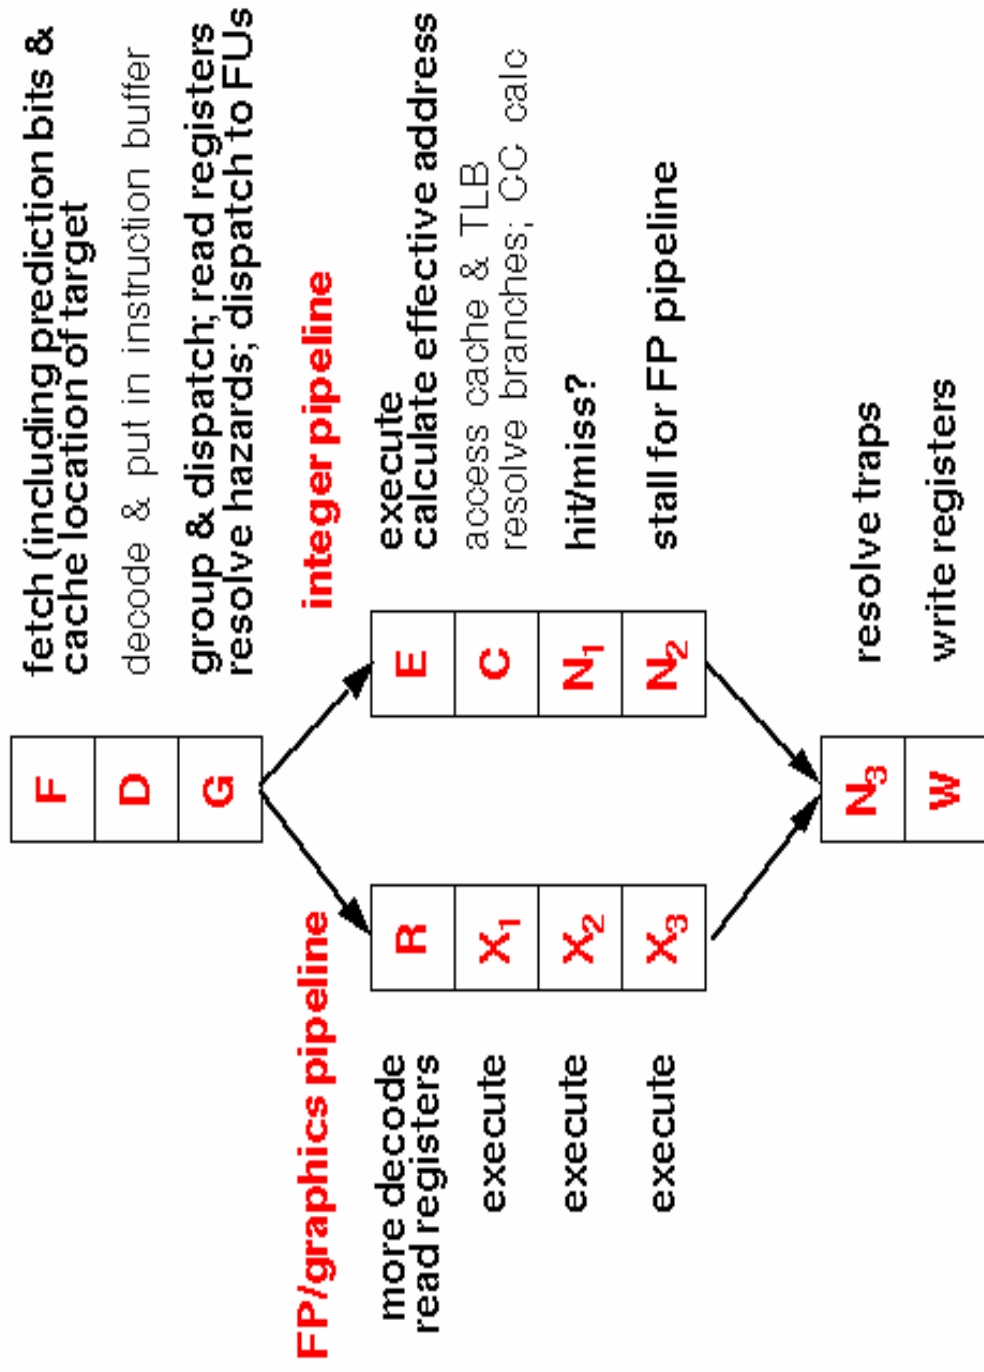 F
fetch (including prediction bits &
cache location of target
D
decode & put in instruction buffer
G
group & dispatch; read registers
resolve hazards; dispatch to FUs
FP/graphics pipeline
integer pipeline
more decode
read registers
R
E
execute
calculate effective address
execute
X₁
C
access cache & TLB
resolve branches; CC calc
execute
X₂
N₁
hit/miss?
execute
X₃
N₂
stall for FP pipeline
N₃
resolve traps
W
write registers